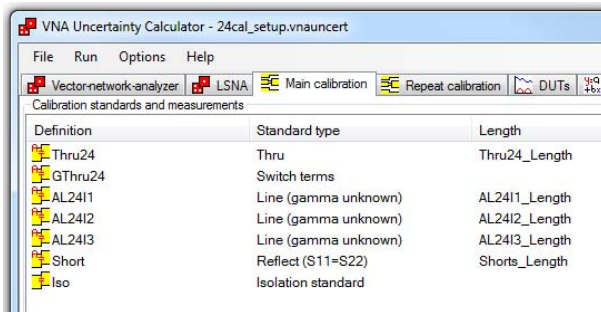 VNA Uncertainty Calculator - 24cal_setup.vnauncert
File Run Options Help
Vector-network-analyzer LSNA Main calibration Repeat calibration DUTs
Calibration standards and measurements
Definition Standard type Length
Thru24 Thru Thru24_Length
GThru24 Switch terms
AL24I1 Line (gamma unknown) AL24I1_Length
AL24I2 Line (gamma unknown) AL24I2_Length
AL24I3 Line (gamma unknown) AL24I3_Length
Short Reflect (S11=S22) Shorts_Length
Iso Isolation standard